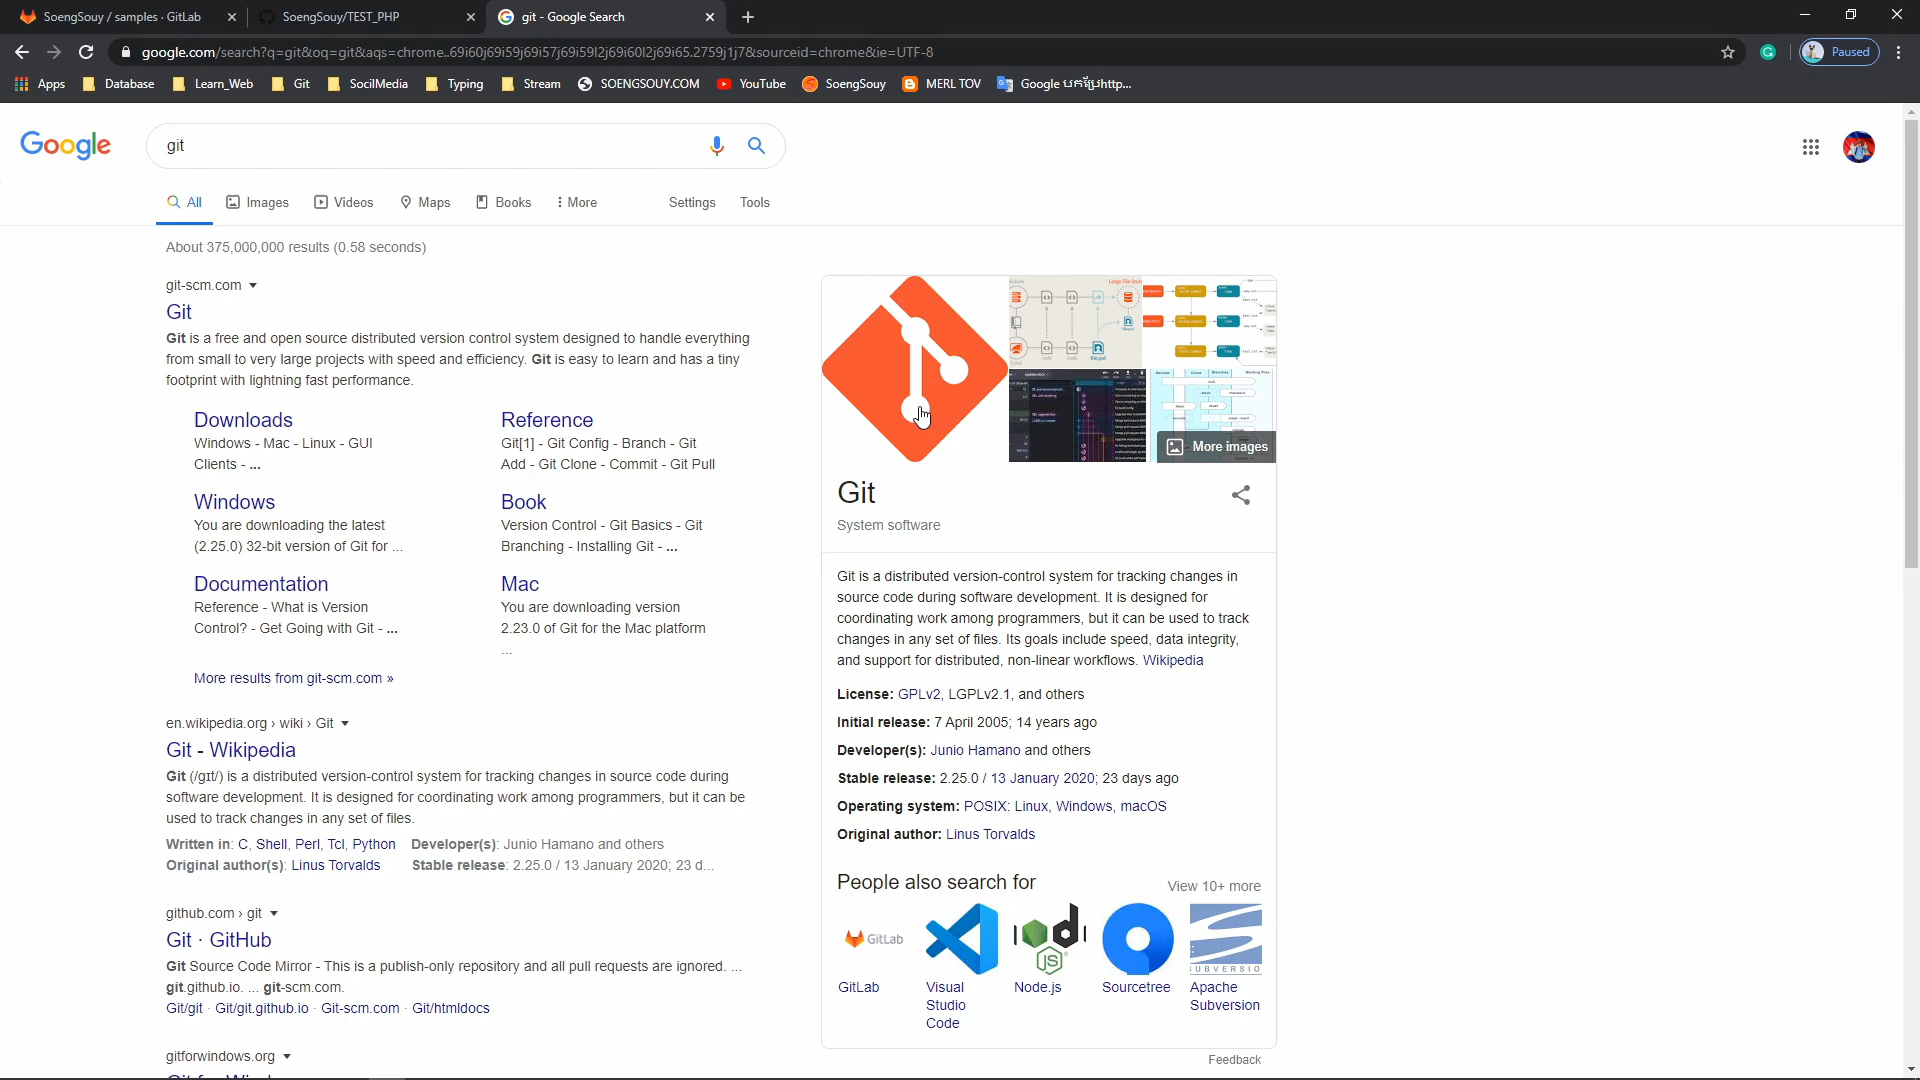 SoengSouy / samples · GitLab
SoengSouy/TEST_PHP
git - Google Search
google.com/search?q=git&oq=git&aqs=chrome..69i60j69i59j69i57j69i59l2j69i60l2j69i65.2759j1j7&sourceid=chrome&ie=UTF-8
Paused
Apps
Database
Learn_Web
Git
SocilMedia
Typing
Stream
SOENGSOUY.COM
YouTube
SoengSouy
MERL TOV
Google បកប្រែhttp...
Google
git
All
Images
Videos
Maps
Books
More
Settings
Tools
About 375,000,000 results (0.58 seconds)
git-scm.com
Git
Git is a free and open source distributed version control system designed to handle everything
from small to very large projects with speed and efficiency. Git is easy to learn and has a tiny
footprint with lightning fast performance.
Downloads
Windows - Mac - Linux - GUI
Clients - ...
Reference
Git[1] - Git Config - Branch - Git
Add - Git Clone - Commit - Git Pull
Windows
You are downloading the latest
(2.25.0) 32-bit version of Git for ...
Book
Version Control - Git Basics - Git
Branching - Installing Git - ...
Documentation
Reference - What is Version
Control? - Get Going with Git - ...
Mac
You are downloading version
2.23.0 of Git for the Mac platform
...
More results from git-scm.com »
en.wikipedia.org › wiki › Git
Git - Wikipedia
Git (/ɡɪt/) is a distributed version-control system for tracking changes in source code during
software development. It is designed for coordinating work among programmers, but it can be
used to track changes in any set of files.
Written in: C, Shell, Perl, Tcl, Python
Developer(s): Junio Hamano and others
Original author(s): Linus Torvalds
Stable release: 2.25.0 / 13 January 2020; 23 d...
github.com › git
Git · GitHub
Git Source Code Mirror - This is a publish-only repository and all pull requests are ignored. ...
git.github.io. ... git-scm.com.
Git/git · Git/git.github.io · Git-scm.com · Git/htmldocs
gitforwindows.org
More images
Git
System software
Git is a distributed version-control system for tracking changes in
source code during software development. It is designed for
coordinating work among programmers, but it can be used to track
changes in any set of files. Its goals include speed, data integrity,
and support for distributed, non-linear workflows. Wikipedia
License: GPLv2, LGPLv2.1, and others
Initial release: 7 April 2005; 14 years ago
Developer(s): Junio Hamano and others
Stable release: 2.25.0 / 13 January 2020; 23 days ago
Operating system: POSIX: Linux, Windows, macOS
Original author: Linus Torvalds
People also search for
View 10+ more
GitLab
UBVERSIO
GitLab
Visual
Studio
Code
Node.js
Sourcetree
Apache
Subversion
Feedback